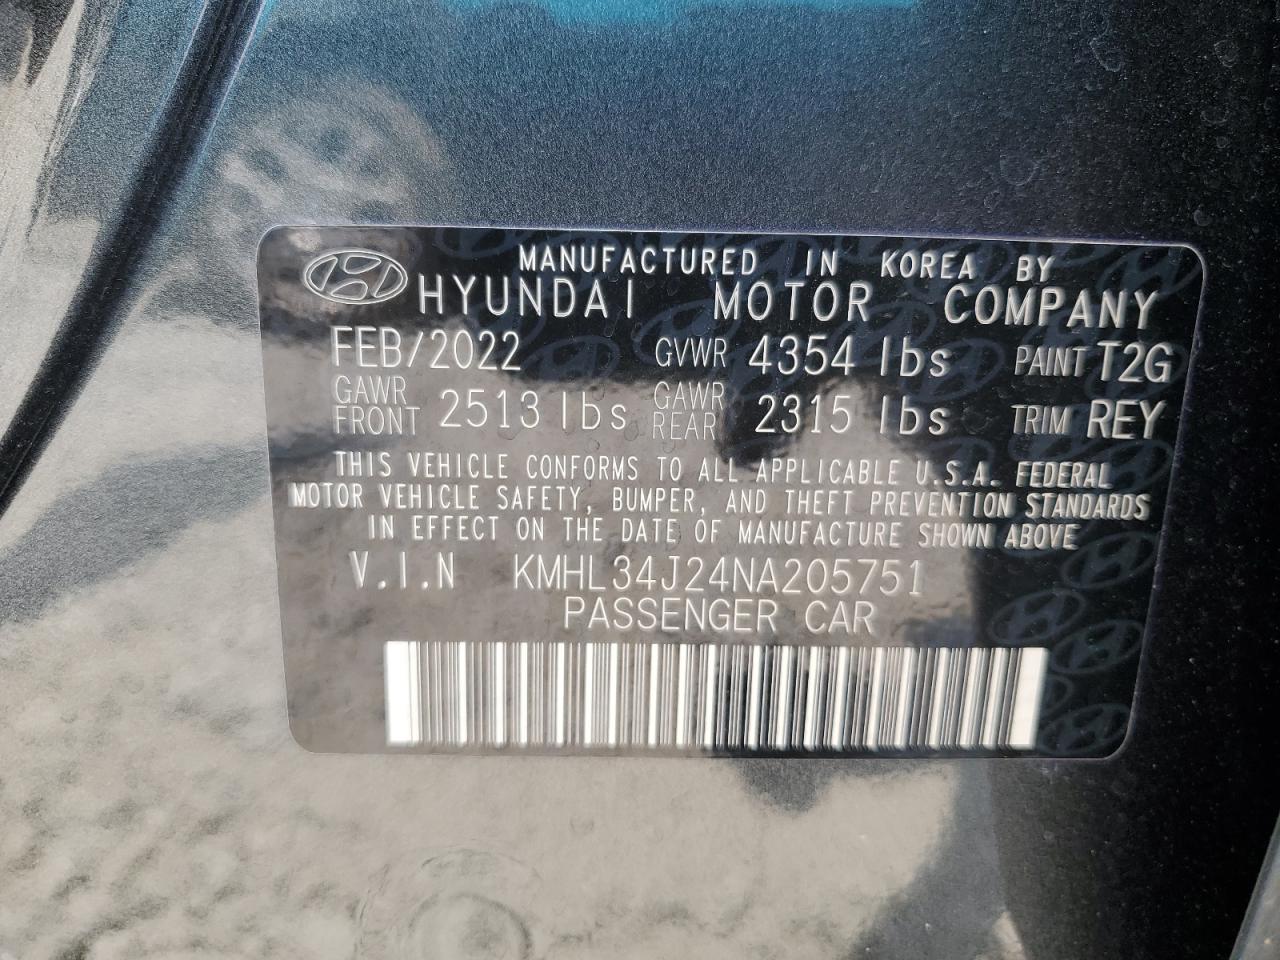 MANUFACTURED IN KOREA BY
HYUNDAI MOTOR COMPANY
FEB/2022 GVWR 4354 lbs PAINT T2G
GAWR FRONT 2513 lbs GAWR REAR 2315 lbs TRIM REY
THIS VEHICLE CONFORMS TO ALL APPLICABLE U.S.A. FEDERAL
MOTOR VEHICLE SAFETY, BUMPER, AND THEFT PREVENTION STANDARDS
IN EFFECT ON THE DATE OF MANUFACTURE SHOWN ABOVE
V.I.N KMHL34J24NA205751
PASSENGER CAR